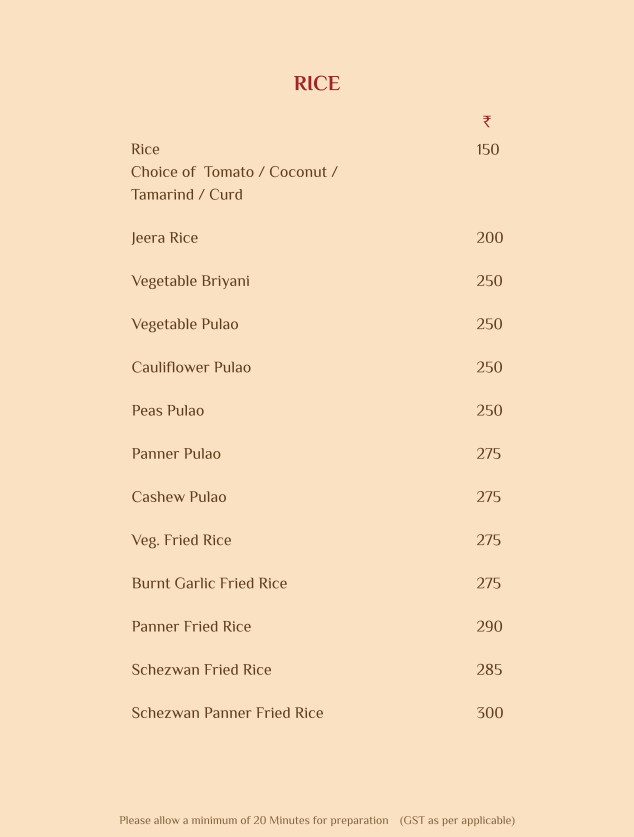 RICE
₹
Rice 150
Choice of Tomato / Coconut /
Tamarind / Curd
Jeera Rice 200
Vegetable Briyani 250
Vegetable Pulao 250
Cauliflower Pulao 250
Peas Pulao 250
Panner Pulao 275
Cashew Pulao 275
Veg. Fried Rice 275
Burnt Garlic Fried Rice 275
Panner Fried Rice 290
Schezwan Fried Rice 285
Schezwan Panner Fried Rice 300
Please allow a minimum of 20 Minutes for preparation (GST as per applicable)